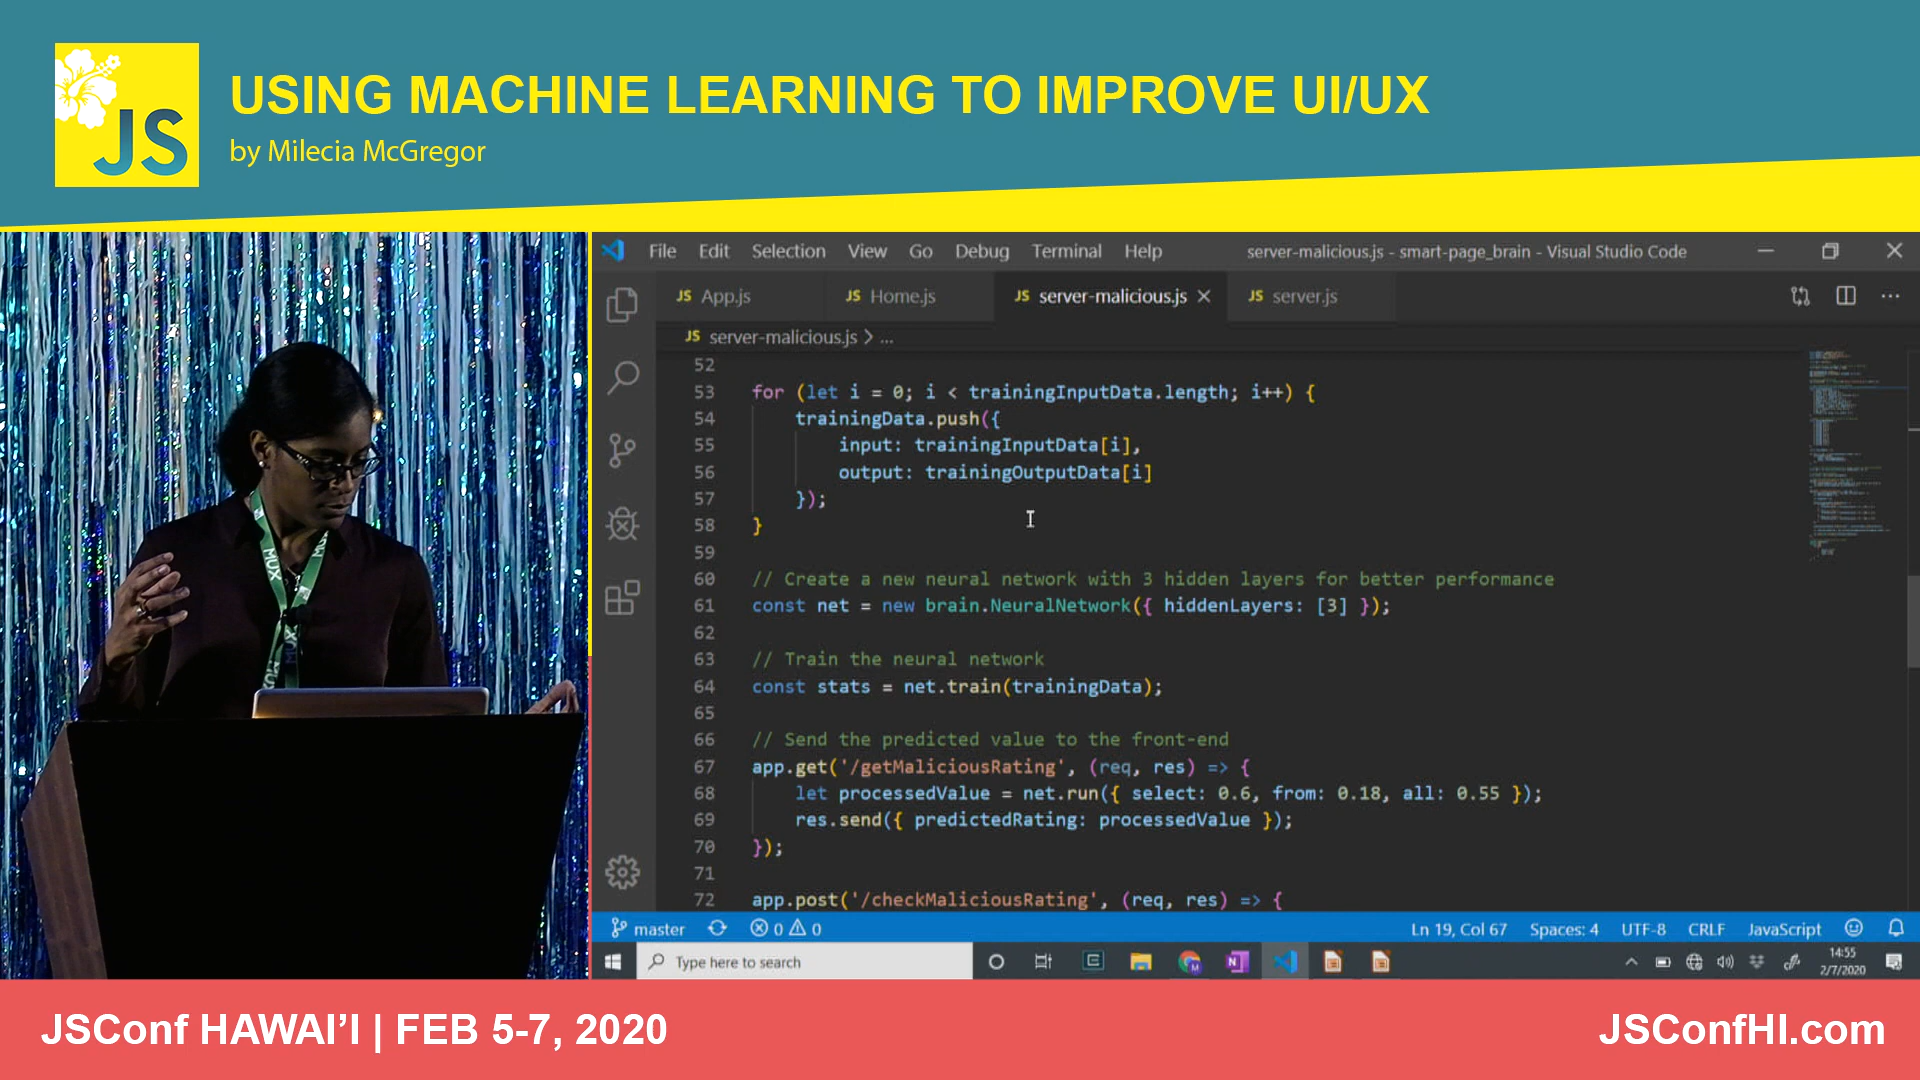 JS
USING MACHINE LEARNING TO IMPROVE UI/UX
by Milecia McGregor
File Edit Selection View Go Debug Terminal Help server-malicious.js - smart-page_brain - Visual Studio Code
JS App.js JS Home.js JS server-malicious.js JS server.js
JS server-malicious.js > ...
52
53 for (let i = 0; i < trainingInputData.length; i++) {
54 trainingData.push({
55 input: trainingInputData[i],
56 output: trainingOutputData[i]
57 });
58 }
59
60 // Create a new neural network with 3 hidden layers for better performance
61 const net = new brain.NeuralNetwork({ hiddenLayers: [3] });
62
63 // Train the neural network
64 const stats = net.train(trainingData);
65
66 // Send the predicted value to the front-end
67 app.get('/getMaliciousRating', (req, res) => {
68 let processedValue = net.run({ select: 0.6, from: 0.18, all: 0.55 });
69 res.send({ predictedRating: processedValue });
70 });
71
72 app.post('/checkMaliciousRating', (req, res) => {
master 0 0 Ln 19, Col 67 Spaces: 4 UTF-8 CRLF JavaScript
Type here to search
14:55
2/7/2020
MUX
MUX
JSConf HAWAI’I | FEB 5-7, 2020
JSConfHI.com